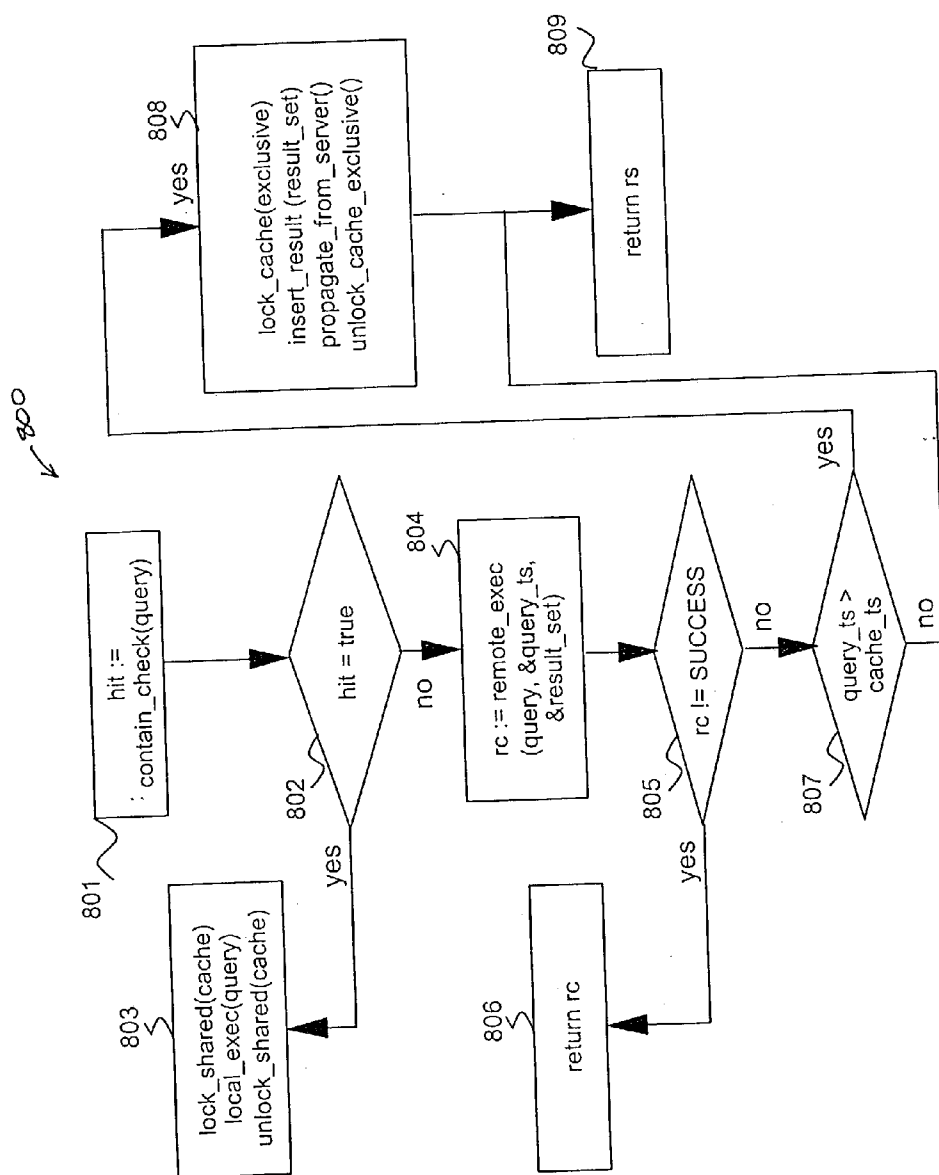 800
801
hit :=
contain_check(query)
802
hit = true
yes
no
803
lock_shared(cache)
local_exec(query)
unlock_shared(cache)
804
rc := remote_exec
(query, &query_ts,
&result_set)
805
rc != SUCCESS
yes
no
806
return rc
807
query_ts >
cache_ts
yes
no
808
yes
lock_cache(exclusive)
insert_result (result_set)
propagate_from_server()
unlock_cache_exclusive()
809
return rs